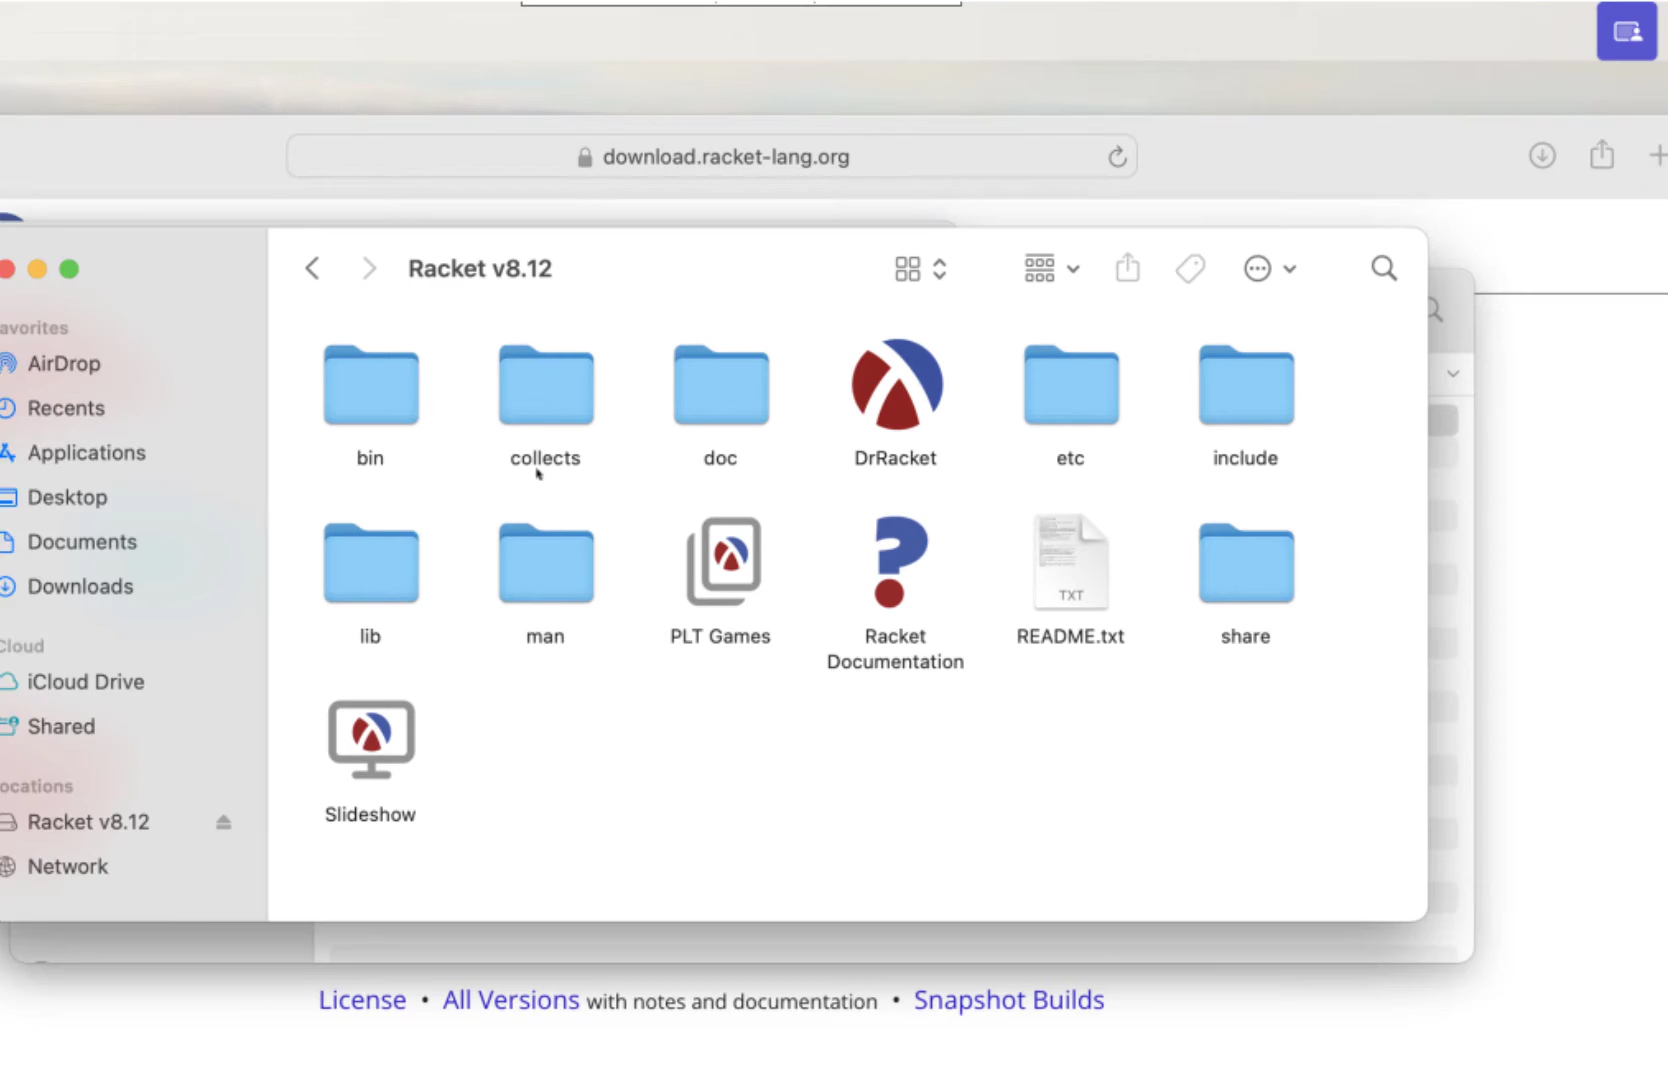 download.racket-lang.org
Racket v8.12
avorites
AirDrop
Recents
Applications
Desktop
Documents
Downloads
Cloud
iCloud Drive
Shared
ocations
Racket v8.12
Network
bin
collects
doc
DrRacket
etc
include
lib
man
PLT Games
Racket
Documentation
TXT
README.txt
share
Slideshow
License • All Versions with notes and documentation • Snapshot Builds